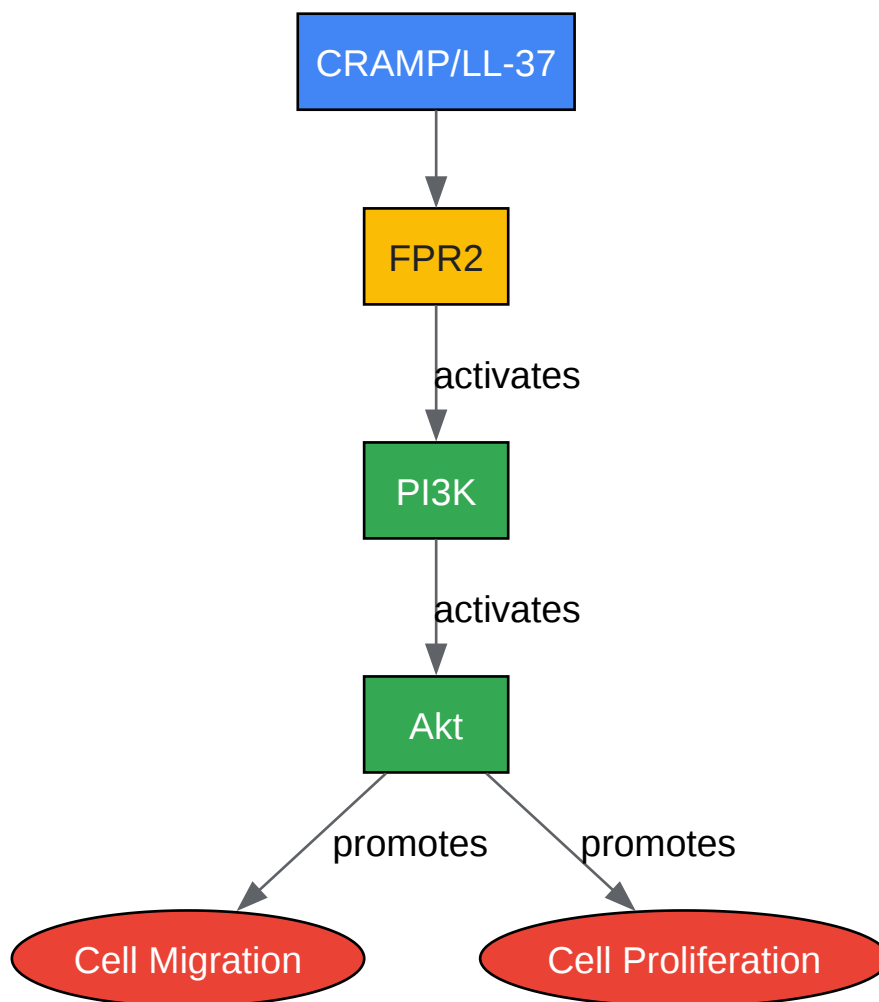 CRAMP/LL-37
FPR2
activates
PI3K
activates
Akt
promotes
promotes
Cell Migration
Cell Proliferation